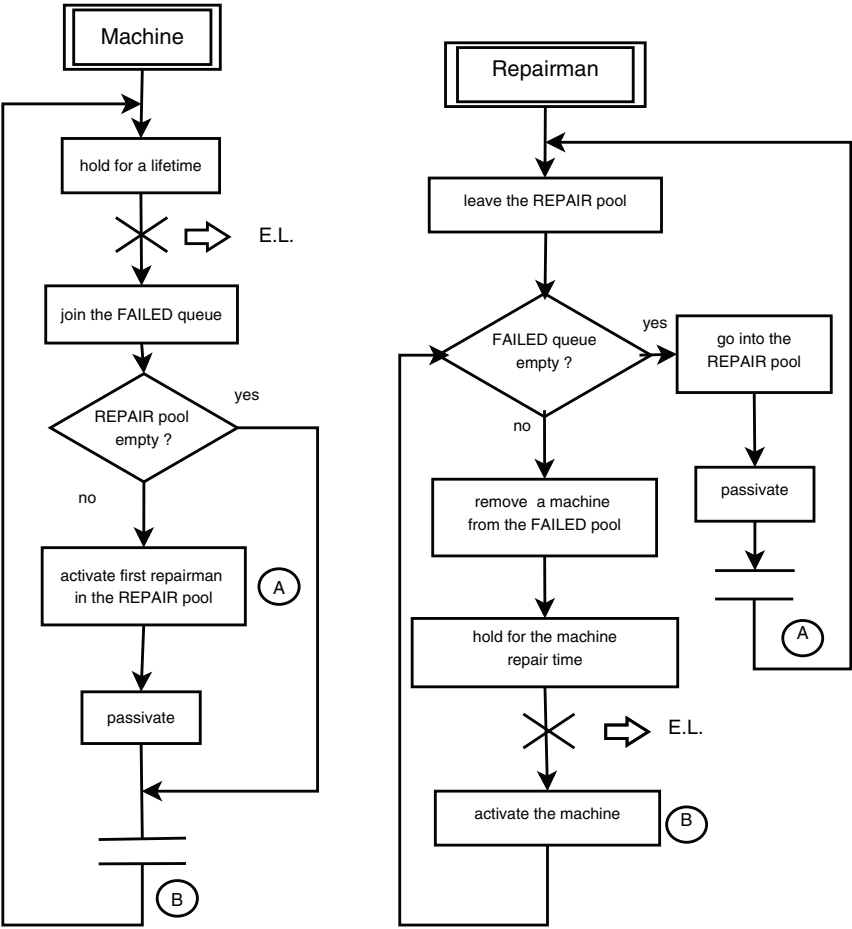 Machine
hold for a lifetime
E.L.
join the FAILED queue
REPAIR pool
empty ?
yes
no
activate first repairman
in the REPAIR pool
A
passivate
B
Repairman
leave the REPAIR pool
FAILED queue
empty ?
yes
go into the
REPAIR pool
no
passivate
remove a machine
from the FAILED pool
A
hold for the machine
repair time
E.L.
activate the machine
B